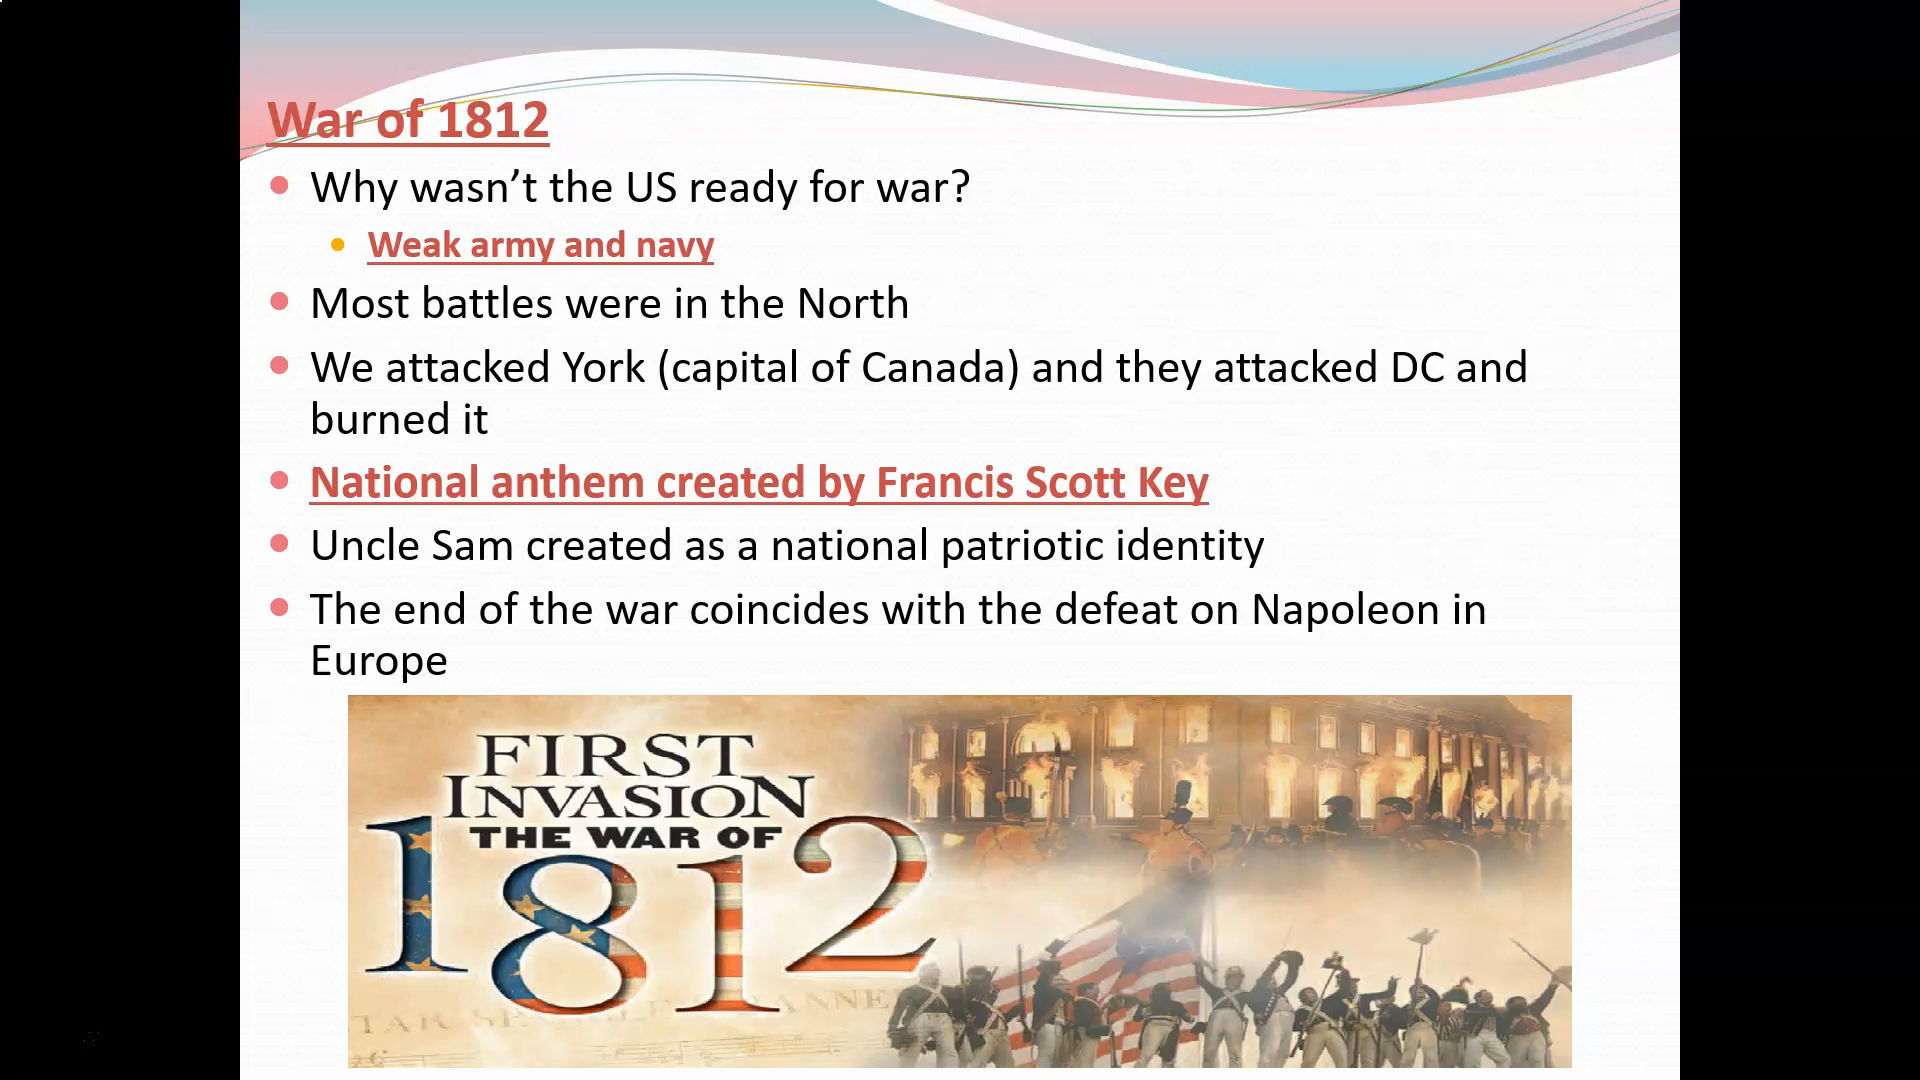 War of 1812
Why wasn’t the US ready for war?
Weak army and navy
Most battles were in the North
We attacked York (capital of Canada) and they attacked DC and
burned it
National anthem created by Francis Scott Key
Uncle Sam created as a national patriotic identity
The end of the war coincides with the defeat on Napoleon in
Europe
FIRST
INVASION
THE WAR OF
1812